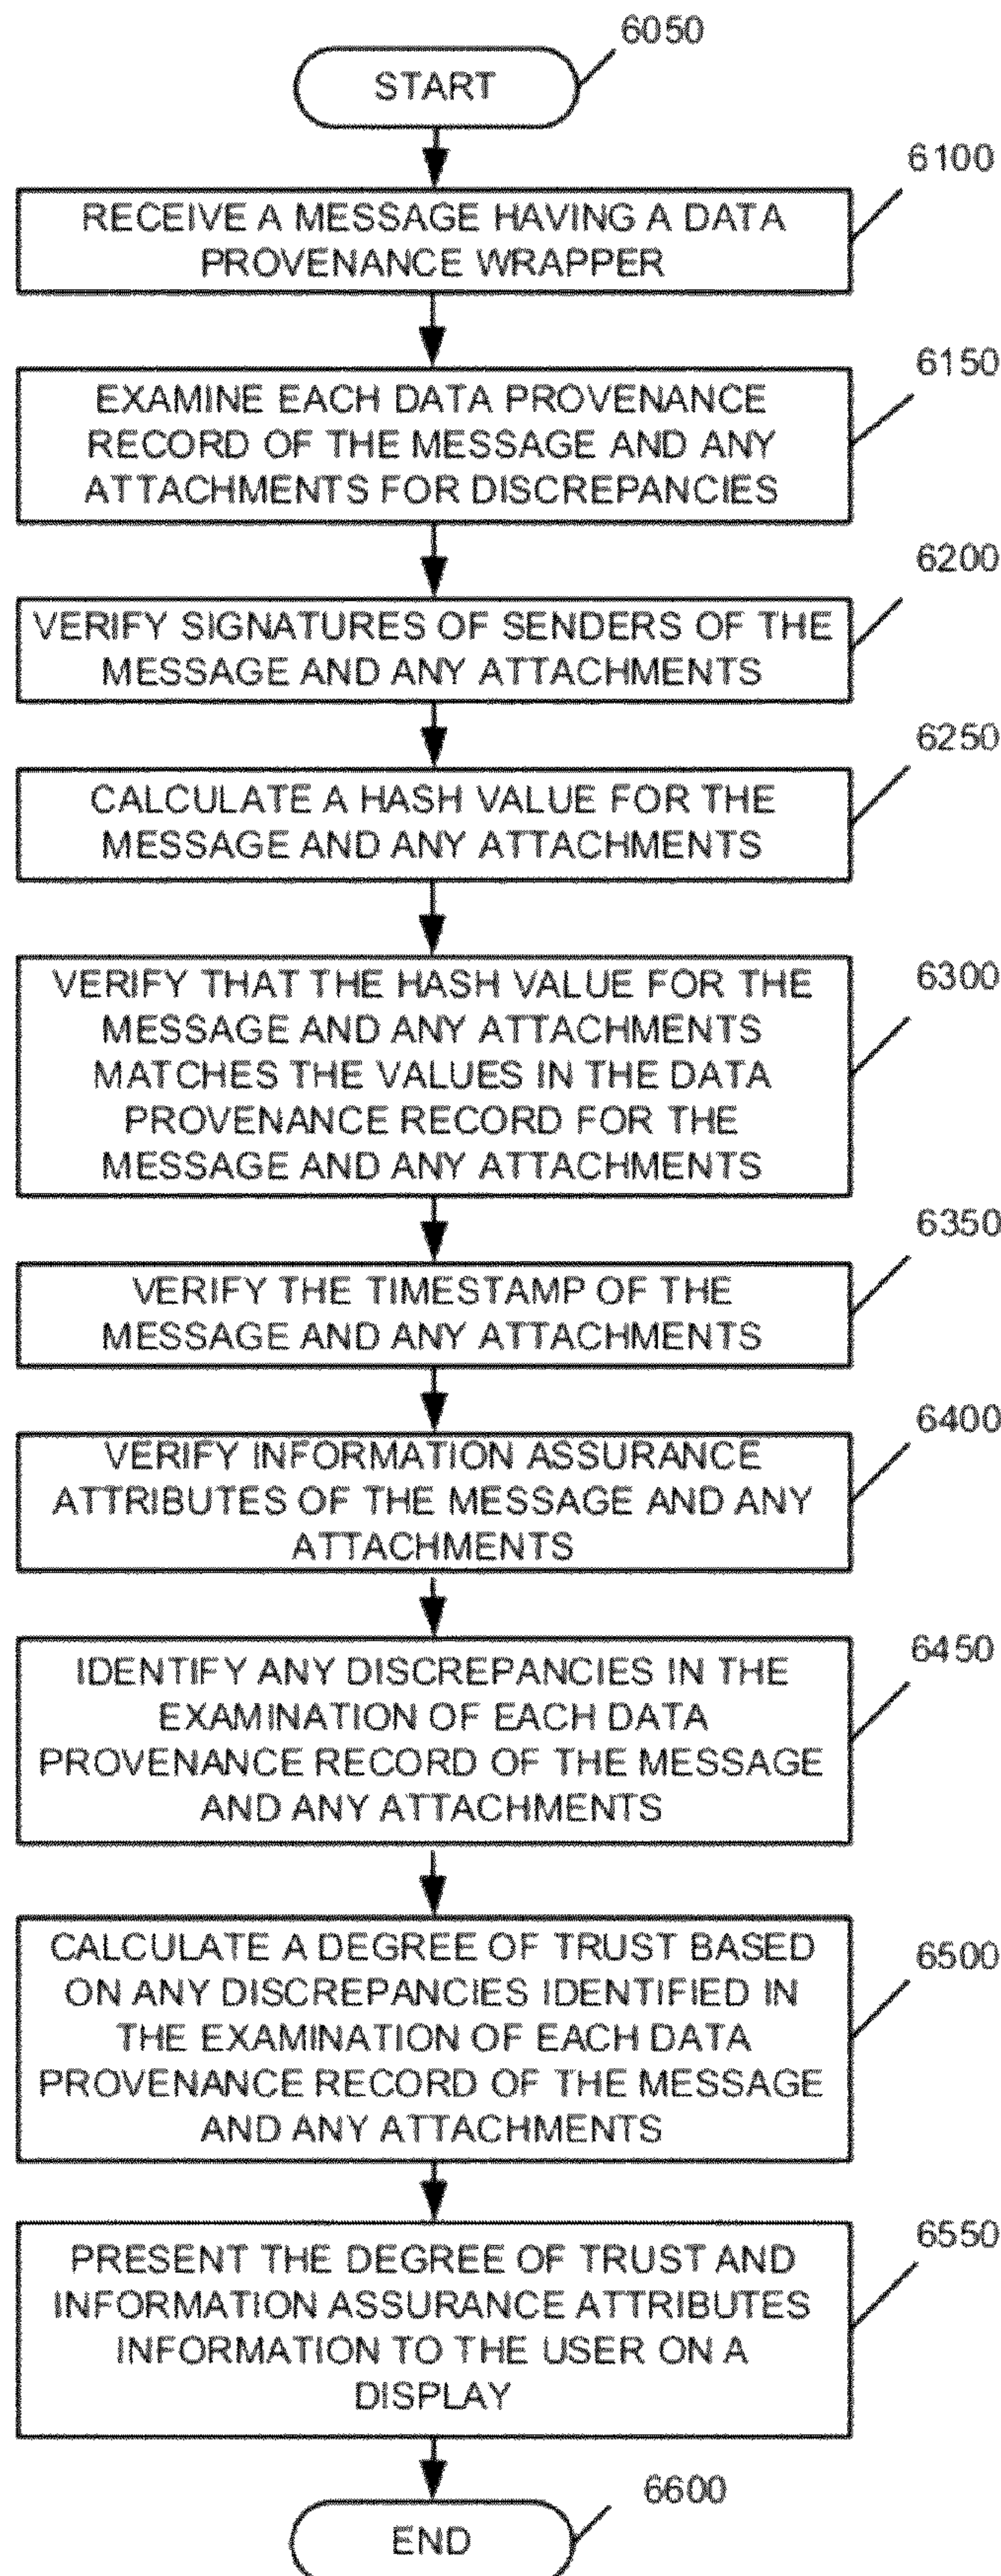 6050
START
6100
RECEIVE A MESSAGE HAVING A DATA
PROVENANCE WRAPPER
6150
EXAMINE EACH DATA PROVENANCE
RECORD OF THE MESSAGE AND ANY
ATTACHMENTS FOR DISCREPANCIES
6200
VERIFY SIGNATURES OF SENDERS OF THE
MESSAGE AND ANY ATTACHMENTS
6250
CALCULATE A HASH VALUE FOR THE
MESSAGE AND ANY ATTACHMENTS
6300
VERIFY THAT THE HASH VALUE FOR THE
MESSAGE AND ANY ATTACHMENTS
MATCHES THE VALUES IN THE DATA
PROVENANCE RECORD FOR THE
MESSAGE AND ANY ATTACHMENTS
6350
VERIFY THE TIMESTAMP OF THE
MESSAGE AND ANY ATTACHMENTS
6400
VERIFY INFORMATION ASSURANCE
ATTRIBUTES OF THE MESSAGE AND ANY
ATTACHMENTS
6450
IDENTIFY ANY DISCREPANCIES IN THE
EXAMINATION OF EACH DATA
PROVENANCE RECORD OF THE MESSAGE
AND ANY ATTACHMENTS
6500
CALCULATE A DEGREE OF TRUST BASED
ON ANY DISCREPANCIES IDENTIFIED IN
THE EXAMINATION OF EACH DATA
PROVENANCE RECORD OF THE MESSAGE
AND ANY ATTACHMENTS
6550
PRESENT THE DEGREE OF TRUST AND
INFORMATION ASSURANCE ATTRIBUTES
INFORMATION TO THE USER ON A
DISPLAY
6600
END